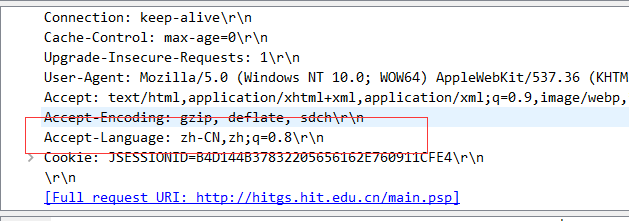 Connection: keep-alive\r\n
Cache-Control: max-age=0\r\n
Upgrade-Insecure-Requests: 1\r\n
User-Agent: Mozilla/5.0 (Windows NT 10.0; WOW64) AppleWebKit/537.36 (KHTM
Accept: text/html,application/xhtml+xml,application/xml;q=0.9,image/webp,
Accept-Encoding: gzip, deflate, sdch\r\n
Accept-Language: zh-CN,zh;q=0.8\r\n
Cookie: JSESSIONID=B4D144B37832205656162E760911CFE4\r\n
\r\n
[Full request URI: http://hitgs.hit.edu.cn/main.psp]